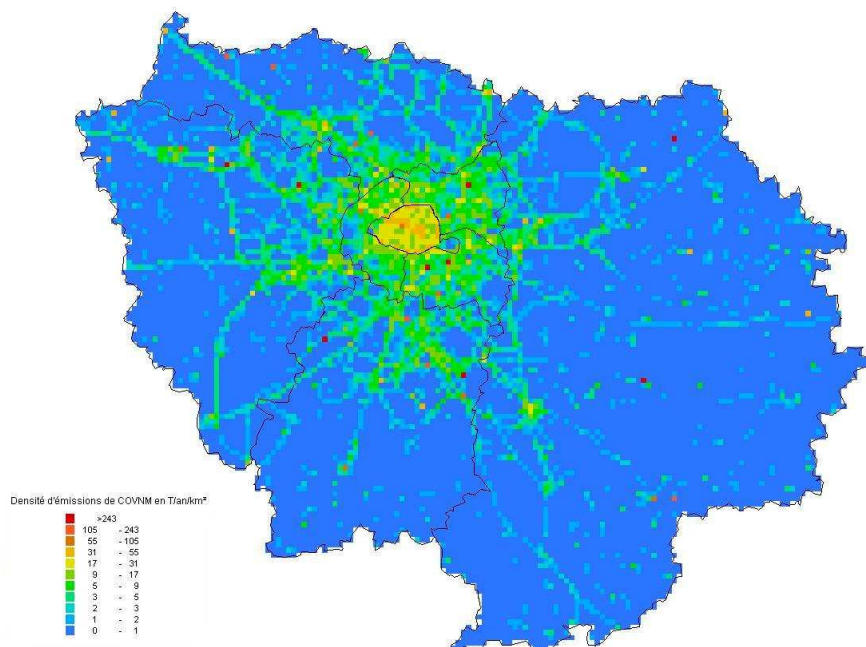 Densité d'émissions de COVNM en T/an/km²
>243
105 - 243
55 - 105
31 - 55
17 - 31
9 - 17
5 - 9
3 - 5
2 - 3
1 - 2
0 - 1